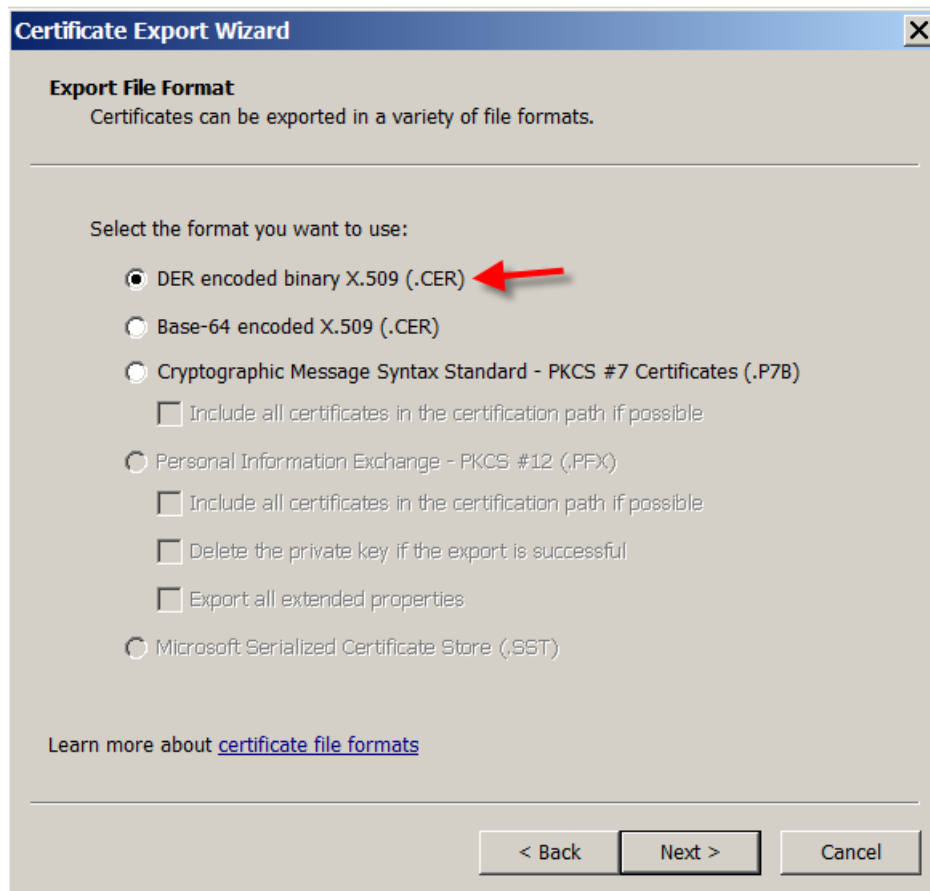 Certificate Export Wizard
Export File Format
Certificates can be exported in a variety of file formats.
Select the format you want to use:
DER encoded binary X.509 (.CER)
Base-64 encoded X.509 (.CER)
Cryptographic Message Syntax Standard - PKCS #7 Certificates (.P7B)
Include all certificates in the certification path if possible
Personal Information Exchange - PKCS #12 (.PFX)
Include all certificates in the certification path if possible
Delete the private key if the export is successful
Export all extended properties
Microsoft Serialized Certificate Store (.SST)
Learn more about certificate file formats
< Back Next > Cancel